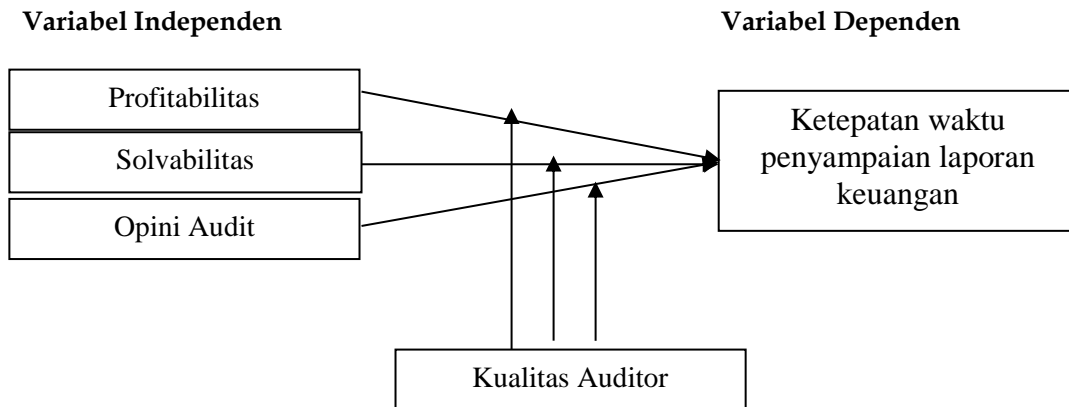 Variabel Independen
Variabel Dependen
Profitabilitas
Solvabilitas
Opini Audit
Ketepatan waktu
penyampaian laporan
keuangan
Kualitas Auditor